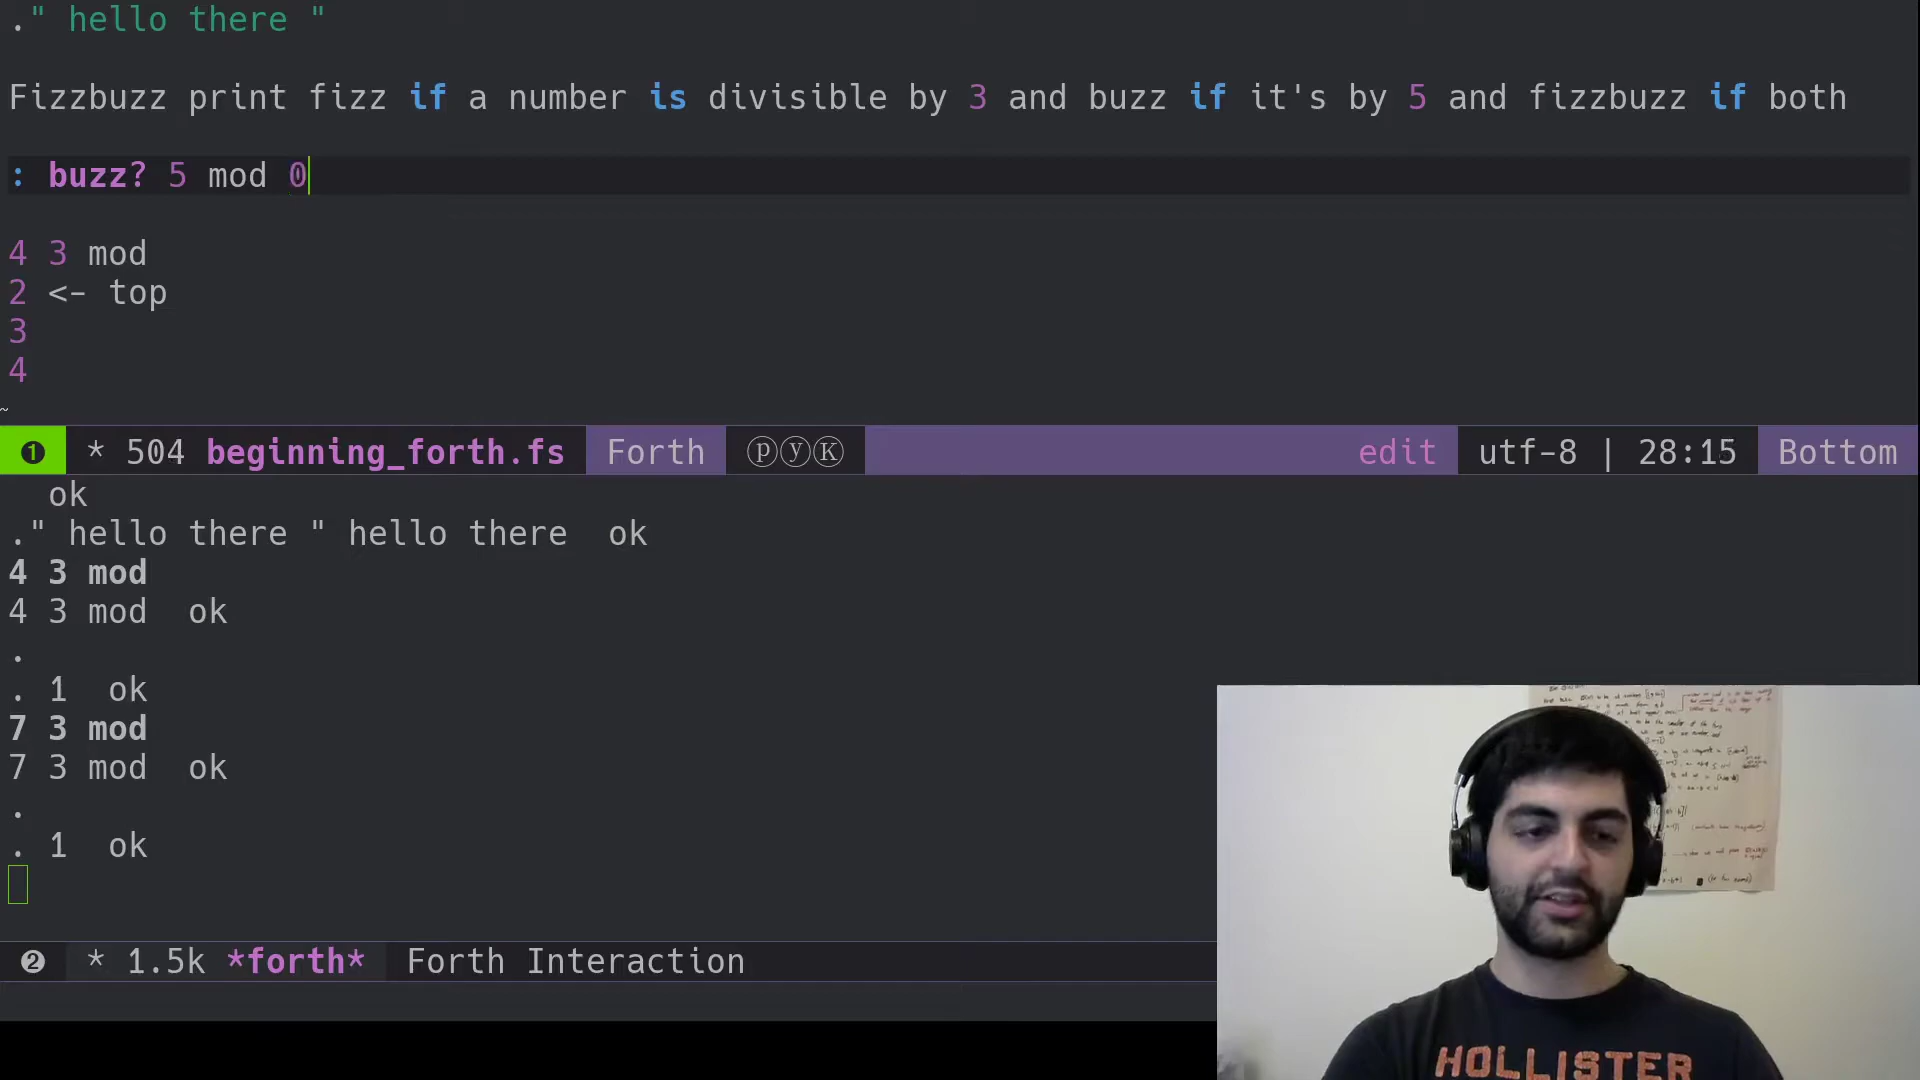 ." hello there "
Fizzbuzz print fizz if a number is divisible by 3 and buzz if it's by 5 and fizzbuzz if both
: buzz? 5 mod 0
4 3 mod
2 <- top
3
4
~
❶ * 504 beginning_forth.fs Forth ⓟⓨⓀ edit utf-8 | 28:15 Bottom
ok
." hello there " hello there  ok
4 3 mod
4 3 mod  ok
.
. 1  ok
7 3 mod
7 3 mod  ok
.
. 1  ok
❷ * 1.5k *forth* Forth Interaction
HOLLISTER